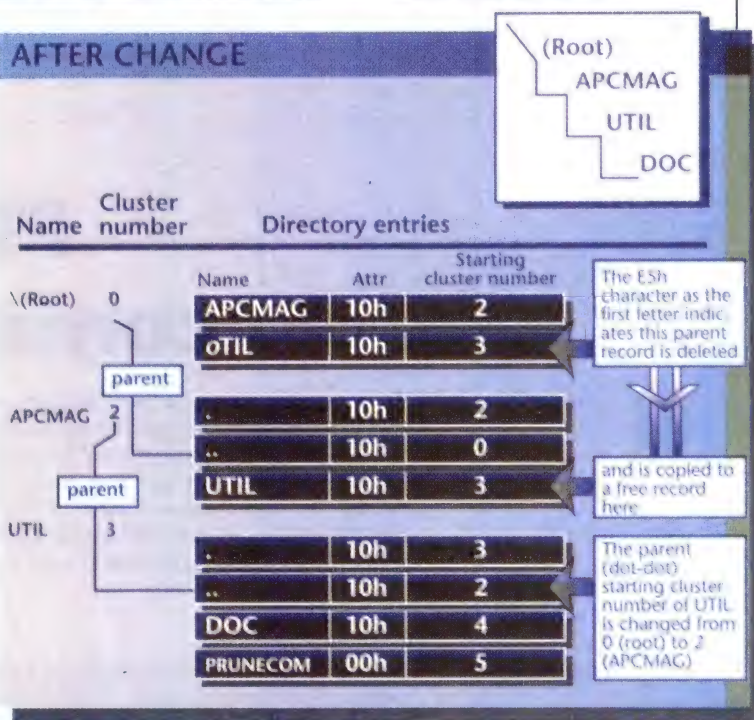 AFTER CHANGE
(Root)
APCMAG
UTIL
DOC
Name
Cluster
number
Directory entries
Name Attr Starting
cluster number
\(Root) 0
APCMAG 10h 2
σTIL 10h 3
The E5h
character as the
first letter indic
ates this parent
record is deleted
parent
APCMAG 2
. 10h 2
.. 10h 0
UTIL 10h 3
and is copied to
a free record
here
parent
UTIL 3
. 10h 3
.. 10h 2
DOC 10h 4
PRUNECOM 00h 5
The parent
(dot-dot)
starting cluster
number of UTIL
is changed from
0 (root) to 2
(APCMAG)